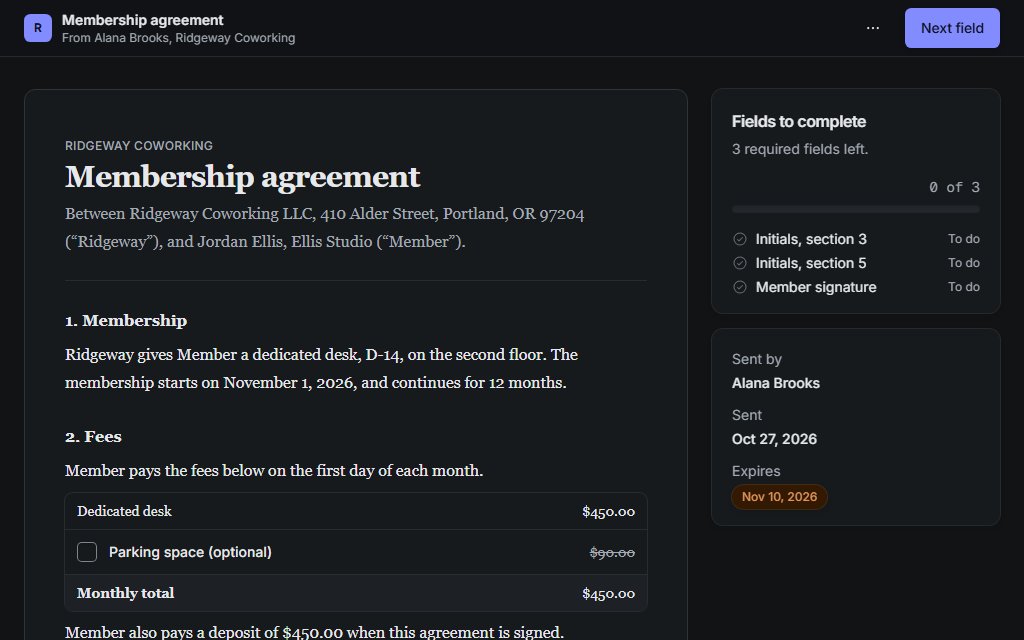 R
Membership agreement
From Alana Brooks, Ridgeway Coworking
...
Next field
RIDGEWAY COWORKING
Membership agreement
Between Ridgeway Coworking LLC, 410 Alder Street, Portland, OR 97204
(“Ridgeway”), and Jordan Ellis, Ellis Studio (“Member”).
1. Membership
Ridgeway gives Member a dedicated desk, D-14, on the second floor. The
membership starts on November 1, 2026, and continues for 12 months.
2. Fees
Member pays the fees below on the first day of each month.
Dedicated desk $450.00
Parking space (optional) $90.00
Monthly total $450.00
Member also pays a deposit of $450.00 when this agreement is signed.
Fields to complete
3 required fields left.
0 of 3
Initials, section 3 To do
Initials, section 5 To do
Member signature To do
Sent by
Alana Brooks
Sent
Oct 27, 2026
Expires
Nov 10, 2026